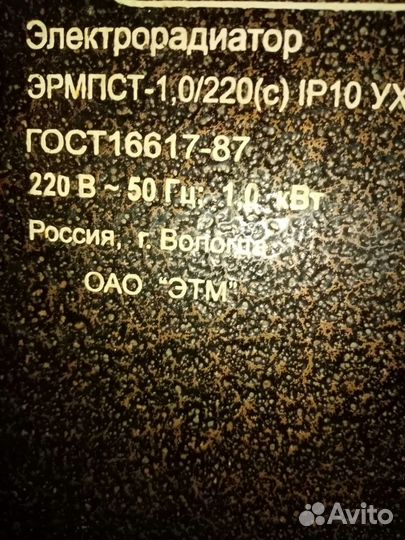 Электрорадиатор
ЭРМПСТ-1,0/220(с) IP10 УХ
ГОСТ16617-87
220 В ~ 50 Гц; 1,0 кВт
Россия, г. Вологда
ОАО "ЭТМ"
Avito